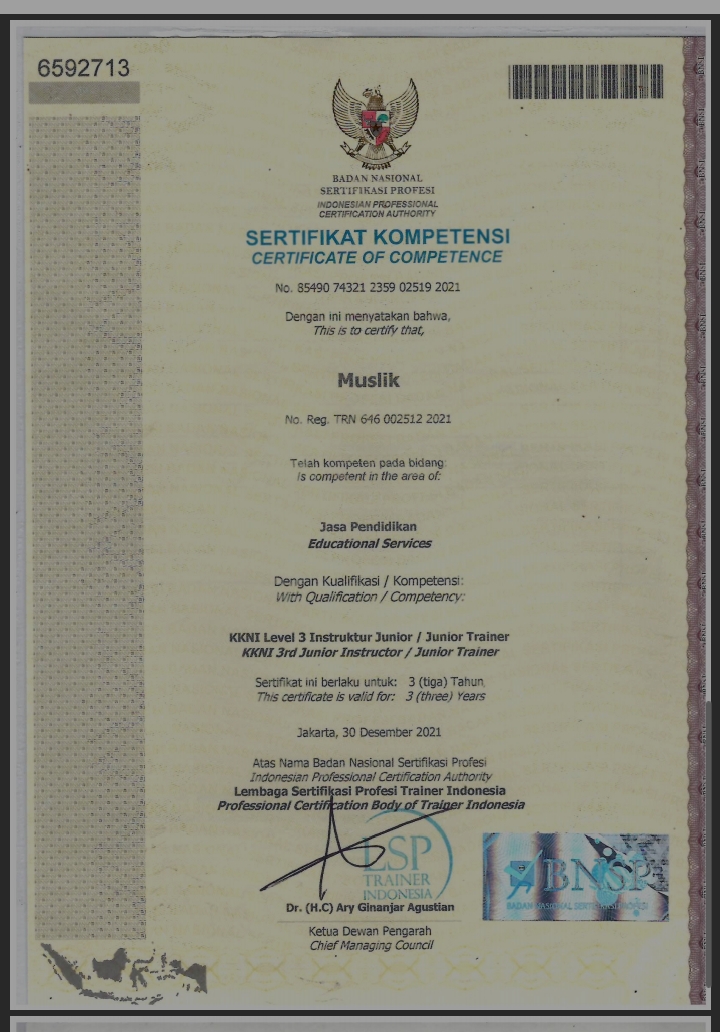 6592713
BADAN NASIONAL
SERTIFIKASI PROFESI
INDONESIAN PROFESSIONAL
CERTIFICATION AUTHORITY
SERTIFIKAT KOMPETENSI
CERTIFICATE OF COMPETENCE
No. 85490 74321 2359 02519 2021
Dengan ini menyatakan bahwa,
This is to certify that,
Muslik
No. Reg. TRN 646 002512 2021
Telah kompeten pada bidang:
Is competent in the area of:
Jasa Pendidikan
Educational Services
Dengan Kualifikasi / Kompetensi:
With Qualification / Competency:
KKNI Level 3 Instruktur Junior / Junior Trainer
KKNI 3rd Junior Instructor / Junior Trainer
Sertifikat ini berlaku untuk: 3 (tiga) Tahun
This certificate is valid for: 3 (three) Years
Jakarta, 30 Desember 2021
Atas Nama Badan Nasional Sertifikasi Profesi
Indonesian Professional Certification Authority
Lembaga Sertifikasi Profesi Trainer Indonesia
Professional Certification Body of Trainer Indonesia
LSP
TRAINER
INDONESIA
BNSP
BADAN NASIONAL SERTIFIKASI PROFESI
Dr. (H.C) Ary Ginanjar Agustian
Ketua Dewan Pengarah
Chief Managing Council